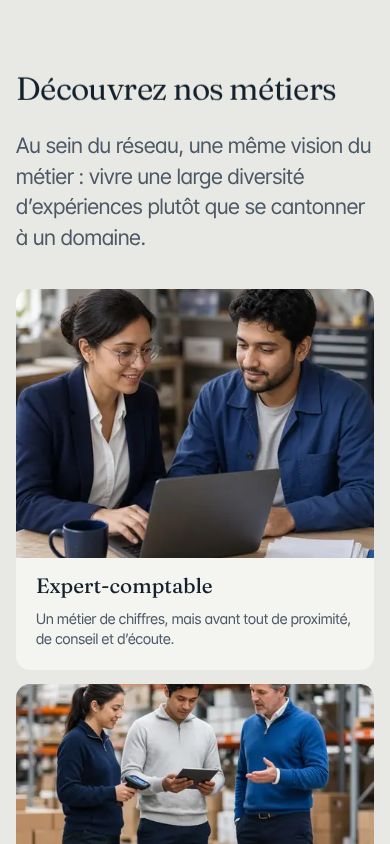 Découvrez nos métiers
Au sein du réseau, une même vision du
métier : vivre une large diversité
d’expériences plutôt que se cantonner
à un domaine.
Expert-comptable
Un métier de chiffres, mais avant tout de proximité,
de conseil et d’écoute.